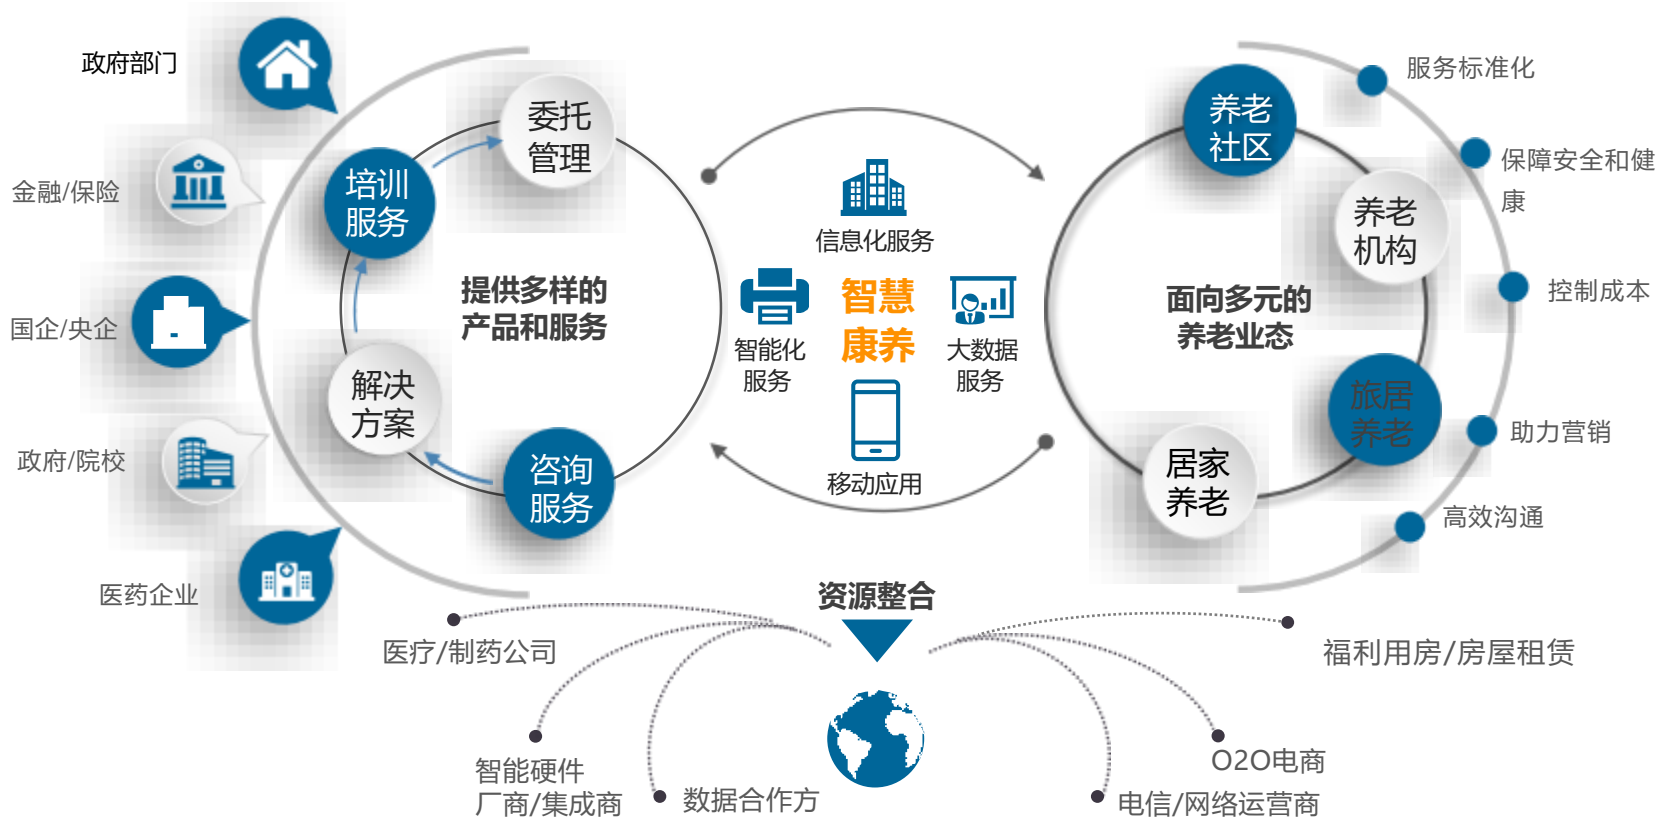 政府部门
金融/保险
国企/央企
政府/院校
医药企业
委托
管理
培训
服务
解决
方案
咨询
服务
提供多样的
产品和服务
信息化服务
智慧
康养
智能化
服务
大数据
服务
移动应用
养老
社区
养老
机构
旅居
养老
居家
养老
面向多元的
养老业态
服务标准化
保障安全和健
康
控制成本
助力营销
高效沟通
资源整合
医疗/制药公司
智能硬件
厂商/集成商
数据合作方
福利用房/房屋租赁
O2O电商
电信/网络运营商